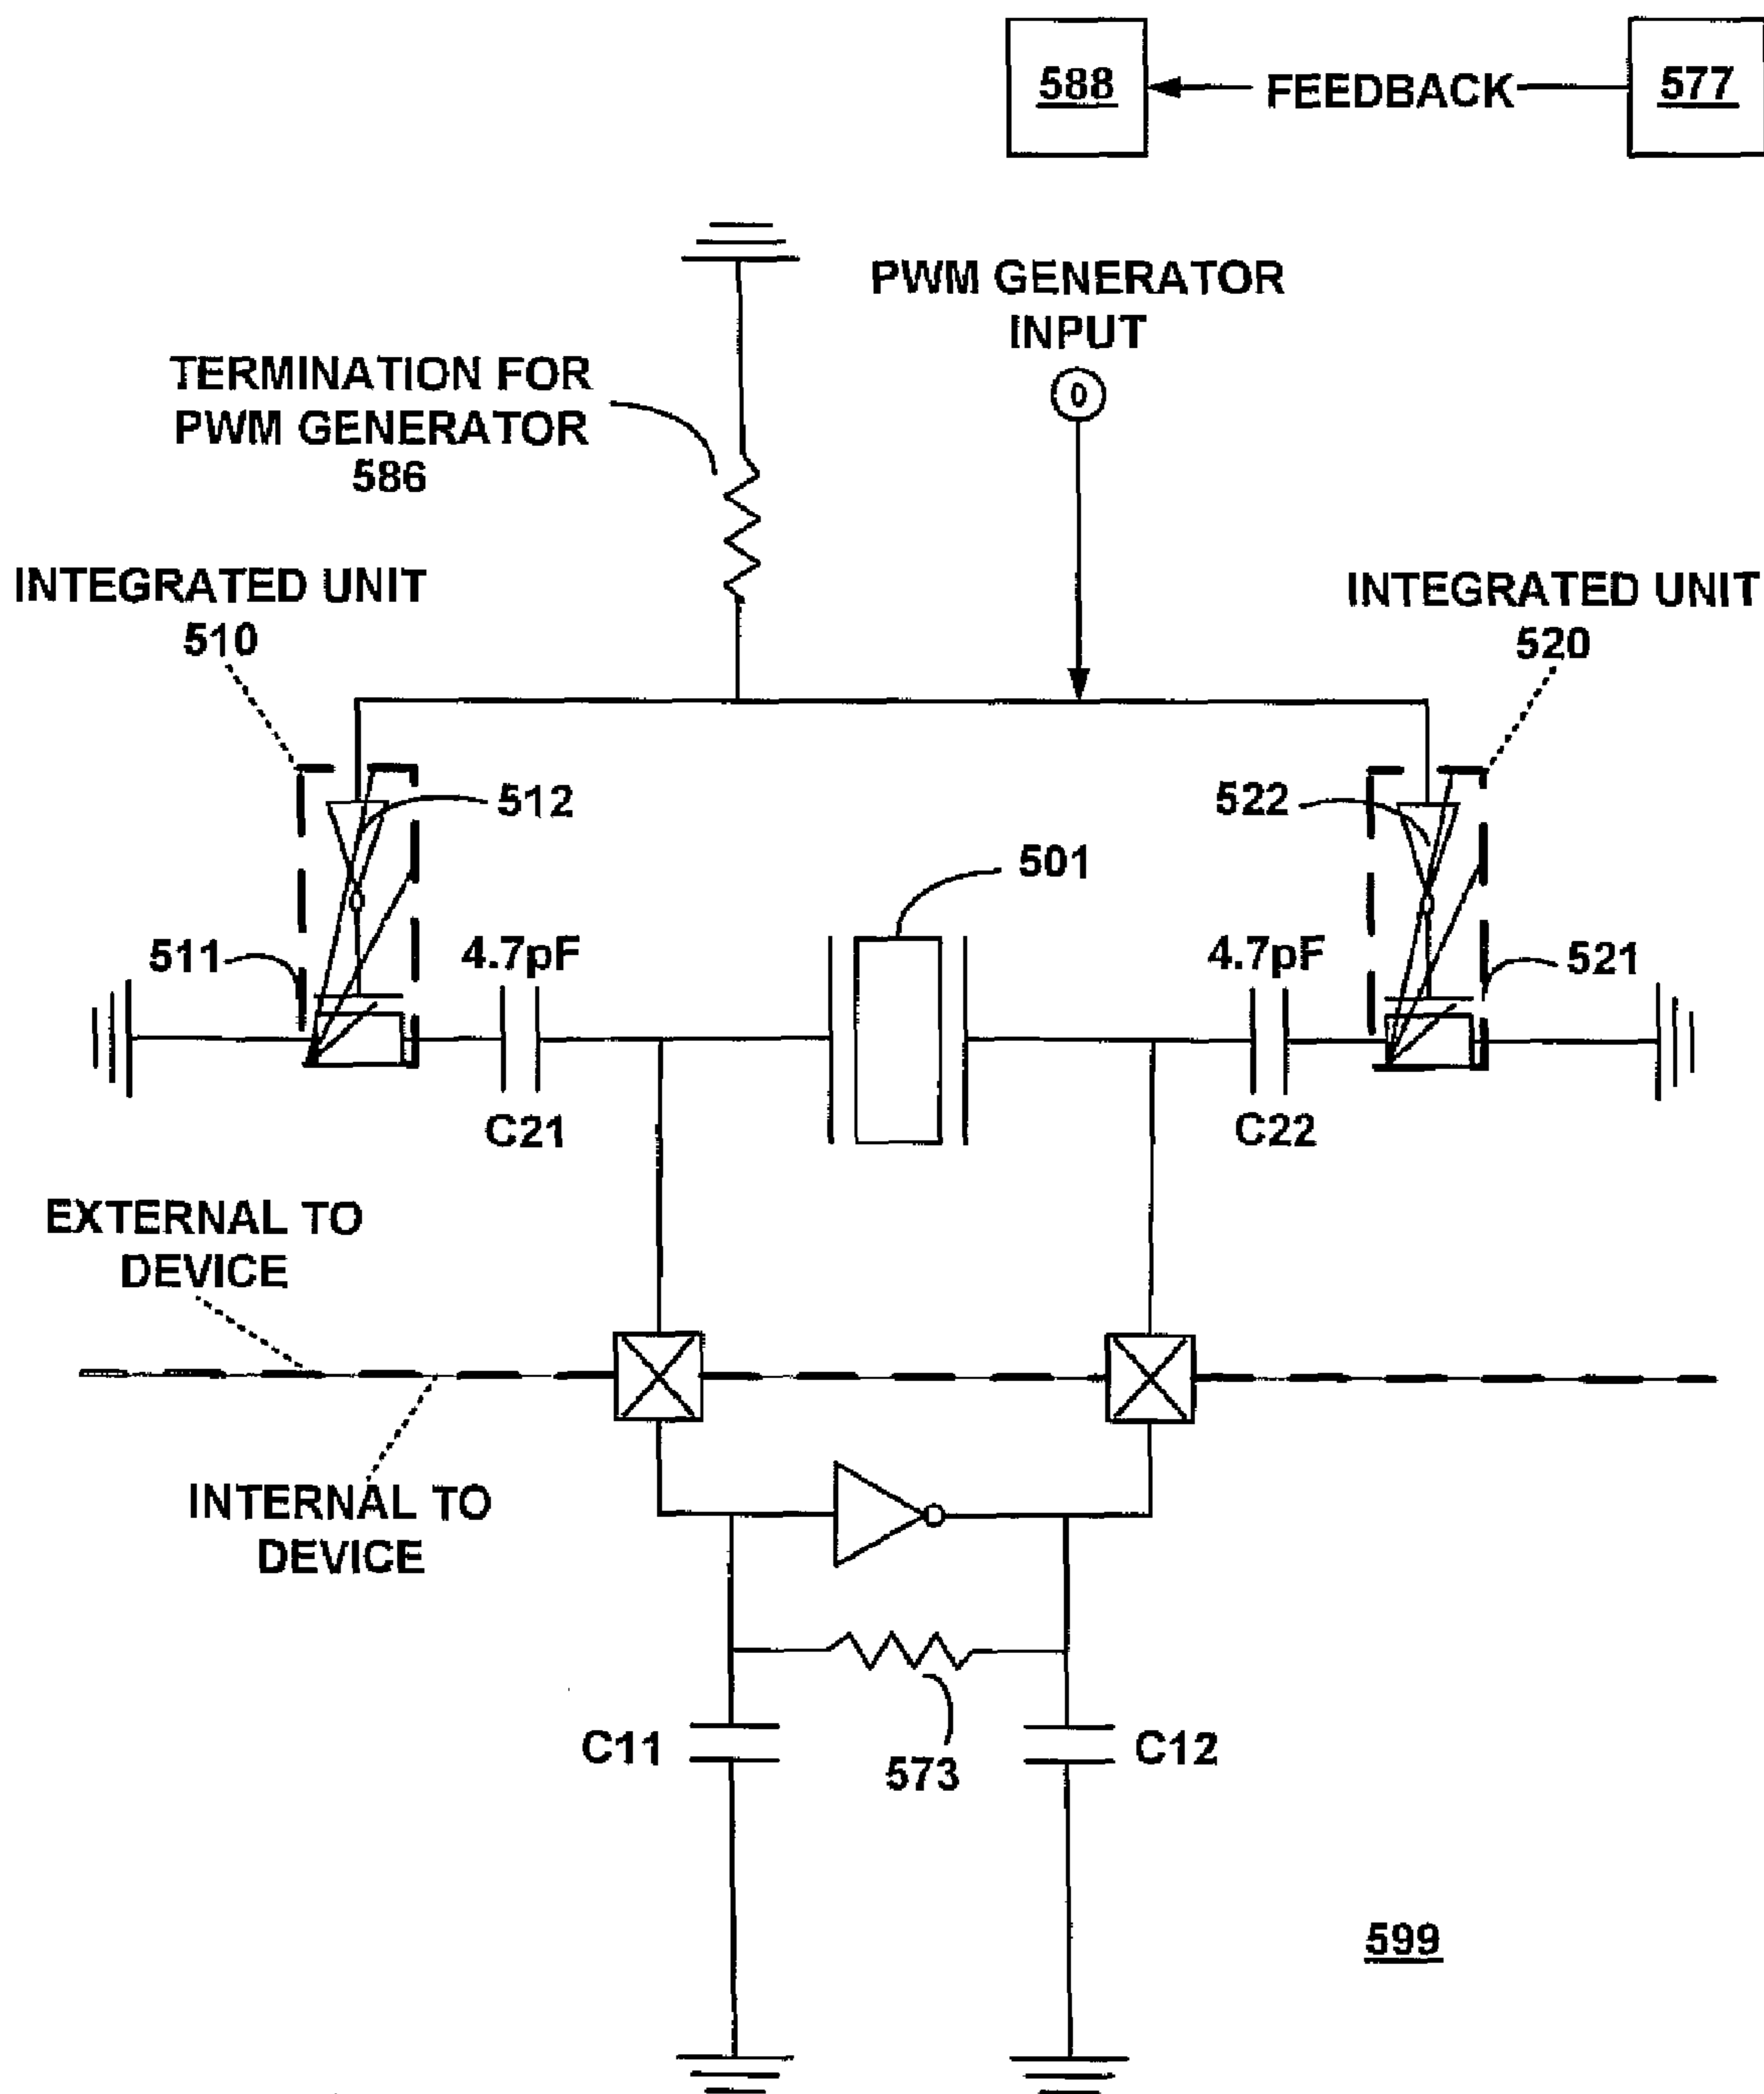 588
FEEDBACK
577
PWM GENERATOR
INPUT
0
TERMINATION FOR
PWM GENERATOR
586
INTEGRATED UNIT
510
INTEGRATED UNIT
520
512
522
501
511
4.7pF
4.7pF
521
C21
C22
EXTERNAL TO
DEVICE
INTERNAL TO
DEVICE
C11
573
C12
599